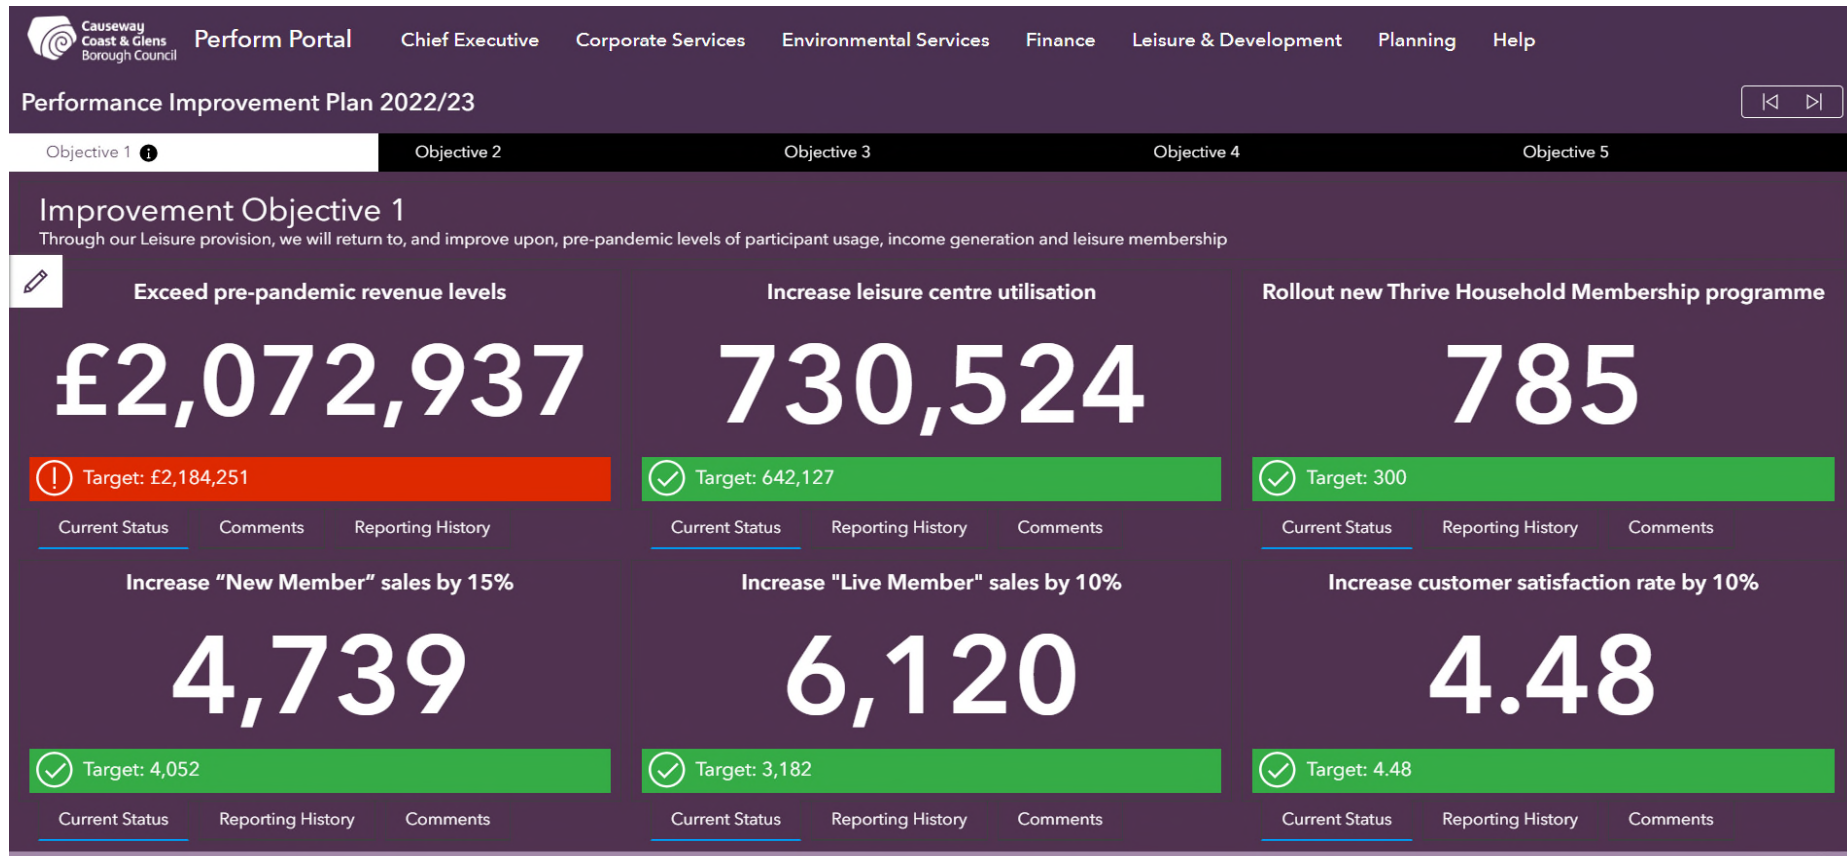 Causeway
Coast & Glens
Borough Council
Perform Portal
Chief Executive
Corporate Services
Environmental Services
Finance
Leisure & Development
Planning
Help
Performance Improvement Plan 2022/23
Objective 1
Objective 2
Objective 3
Objective 4
Objective 5
Improvement Objective 1
Through our Leisure provision, we will return to, and improve upon, pre-pandemic levels of participant usage, income generation and leisure membership
Exceed pre-pandemic revenue levels
£2,072,937
Target: £2,184,251
Current Status
Comments
Reporting History
Increase leisure centre utilisation
730,524
Target: 642,127
Current Status
Reporting History
Comments
Rollout new Thrive Household Membership programme
785
Target: 300
Current Status
Reporting History
Comments
Increase “New Member” sales by 15%
4,739
Target: 4,052
Current Status
Reporting History
Comments
Increase "Live Member" sales by 10%
6,120
Target: 3,182
Current Status
Reporting History
Comments
Increase customer satisfaction rate by 10%
4.48
Target: 4.48
Current Status
Reporting History
Comments